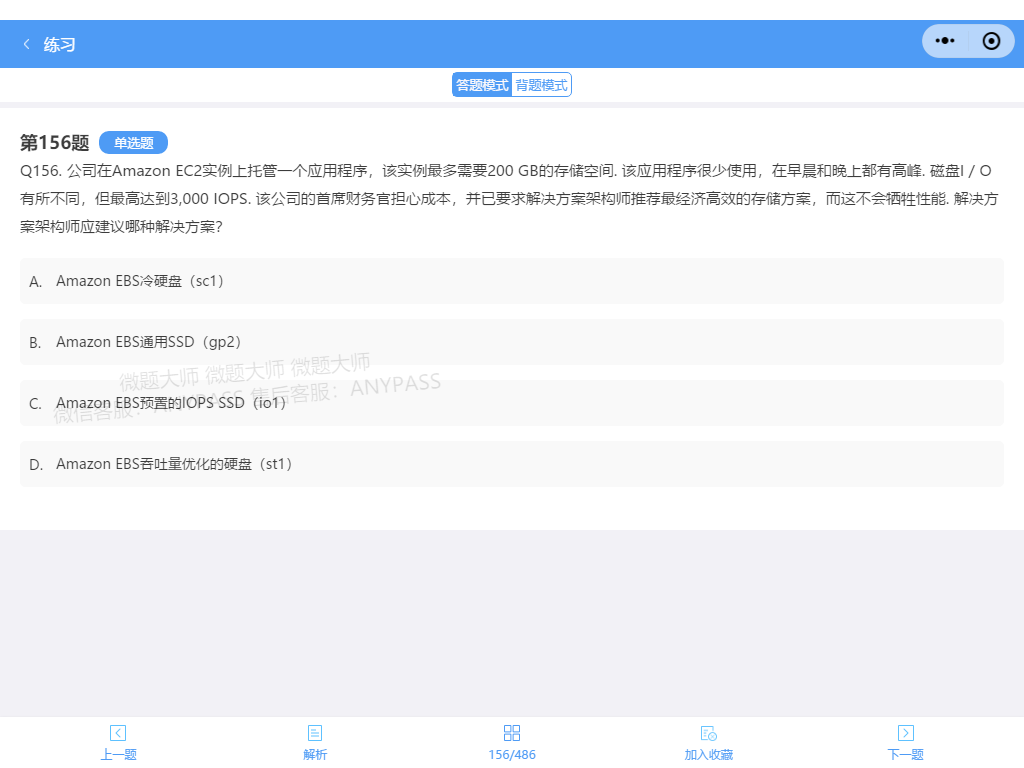 练习
答题模式 背题模式
第156题 单选题
Q156. 公司在Amazon EC2实例上托管一个应用程序，该实例最多需要200 GB的存储空间. 该应用程序很少使用，在早晨和晚上都有高峰. 磁盘I / O
有所不同，但最高达到3,000 IOPS. 该公司的首席财务官担心成本，并已要求解决方案架构师推荐最经济高效的存储方案，而这不会牺牲性能. 解决方
案架构师应建议哪种解决方案?
A. Amazon EBS冷硬盘（sc1）
B. Amazon EBS通用SSD（gp2）
微题大师 微题大师 微题大师
微信客服：ANYPASS 售后客服：ANYPASS
C. Amazon EBS预置的IOPS SSD（io1）
D. Amazon EBS吞吐量优化的硬盘（st1）
上一题 解析 156/486 加入收藏 下一题